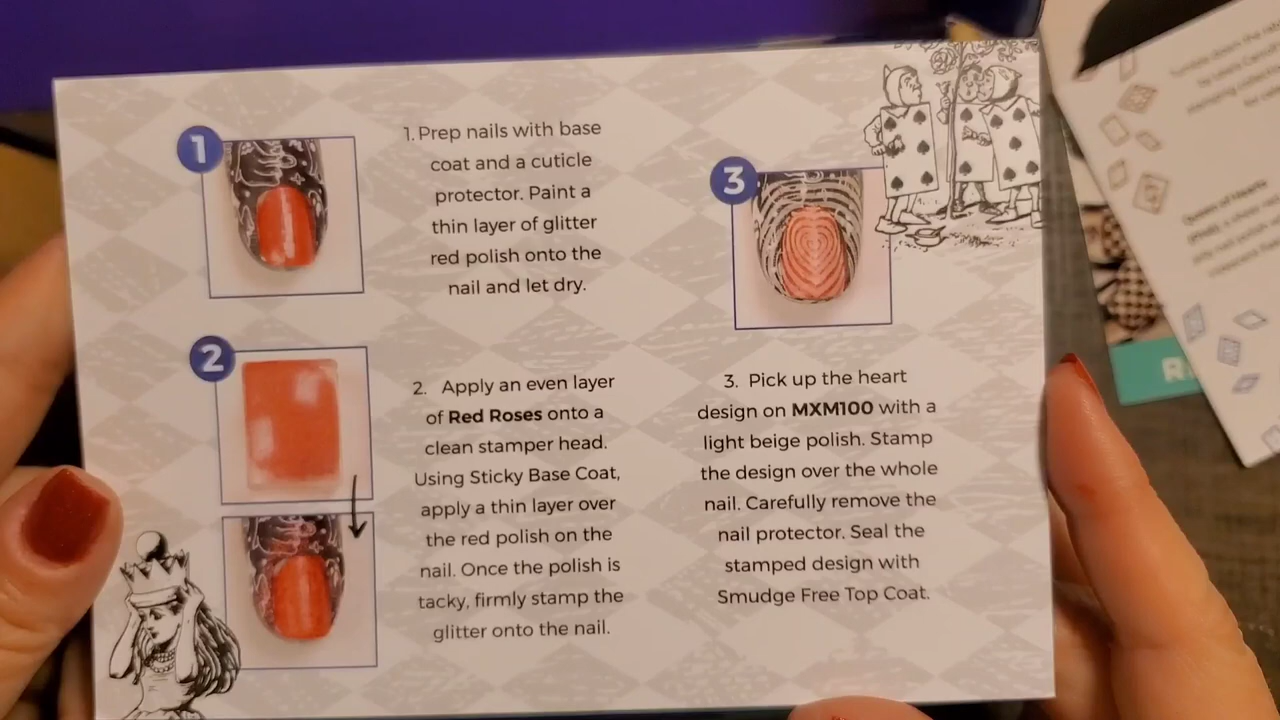 1
1. Prep nails with base
coat and a cuticle
protector. Paint a
thin layer of glitter
red polish onto the
nail and let dry.
2
2. Apply an even layer
of Red Roses onto a
clean stamper head.
Using Sticky Base Coat,
apply a thin layer over
the red polish on the
nail. Once the polish is
tacky, firmly stamp the
glitter onto the nail.
3
3. Pick up the heart
design on MXM100 with a
light beige polish. Stamp
the design over the whole
nail. Carefully remove the
nail protector. Seal the
stamped design with
Smudge Free Top Coat.
Queen of Hearts